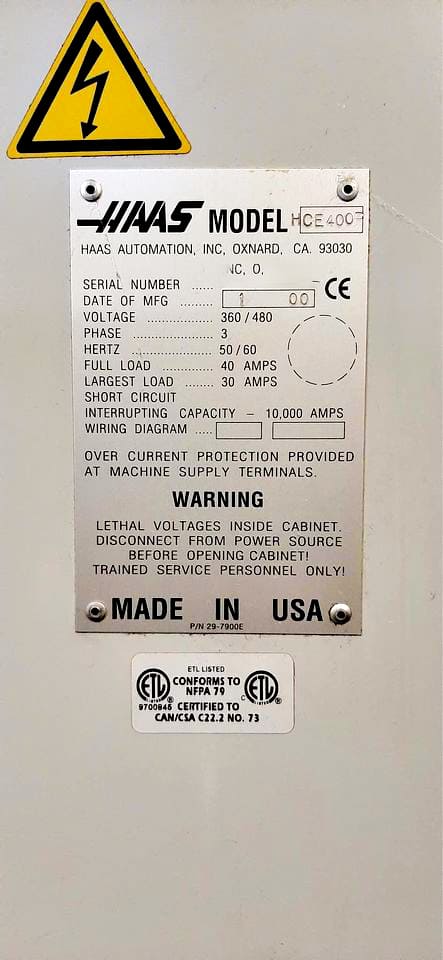 HAAS MODEL HCE400
HAAS AUTOMATION, INC, OXNARD, CA. 93030
NC, O,
SERIAL NUMBER ......
DATE OF MFG ........ 1 00 CE
VOLTAGE ................ 360 / 480
PHASE .................... 3
HERTZ .................... 50 / 60
FULL LOAD ............ 40 AMPS
LARGEST LOAD ........ 30 AMPS
SHORT CIRCUIT
INTERRUPTING CAPACITY – 10,000 AMPS
WIRING DIAGRAM .....
OVER CURRENT PROTECTION PROVIDED
AT MACHINE SUPPLY TERMINALS.
WARNING
LETHAL VOLTAGES INSIDE CABINET.
DISCONNECT FROM POWER SOURCE
BEFORE OPENING CABINET!
TRAINED SERVICE PERSONNEL ONLY!
MADE IN USA
P/N 29-7900E
ETL LISTED
CONFORMS TO
NFPA 79
ETL
C ETL
9700845 CERTIFIED TO
CAN/CSA C22.2 NO. 73